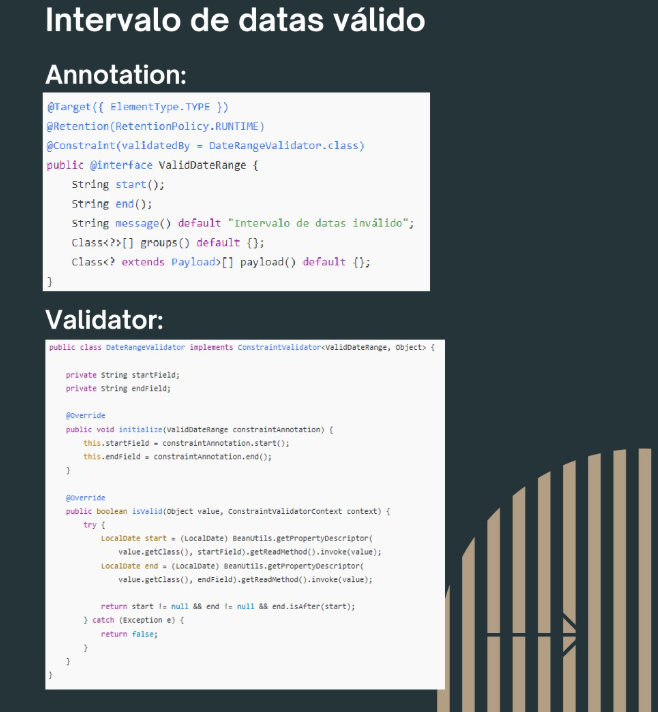 Intervalo de datas válido
Annotation:
@Target({ ElementType.TYPE })
@Retention(RetentionPolicy.RUNTIME)
@Constraint(validatedBy = DateRangeValidator.class)
public @interface ValidDateRange {
    String start();
    String end();
    String message() default "Intervalo de datas inválido";
    Class<?>[] groups() default {};
    Class<? extends Payload>[] payload() default {};
}
Validator:
public class DateRangeValidator implements ConstraintValidator<ValidDateRange, Object> {
    private String startField;
    private String endField;
    @Override
    public void initialize(ValidDateRange constraintAnnotation) {
        this.startField = constraintAnnotation.start();
        this.endField = constraintAnnotation.end();
    }
    @Override
    public boolean isValid(Object value, ConstraintValidatorContext context) {
        try {
            LocalDate start = (LocalDate) BeanUtils.getPropertyDescriptor(
                value.getClass(), startField).getReadMethod().invoke(value);
            LocalDate end = (LocalDate) BeanUtils.getPropertyDescriptor(
                value.getClass(), endField).getReadMethod().invoke(value);
            return start != null && end != null && end.isAfter(start);
        } catch (Exception e) {
            return false;
        }
    }
}